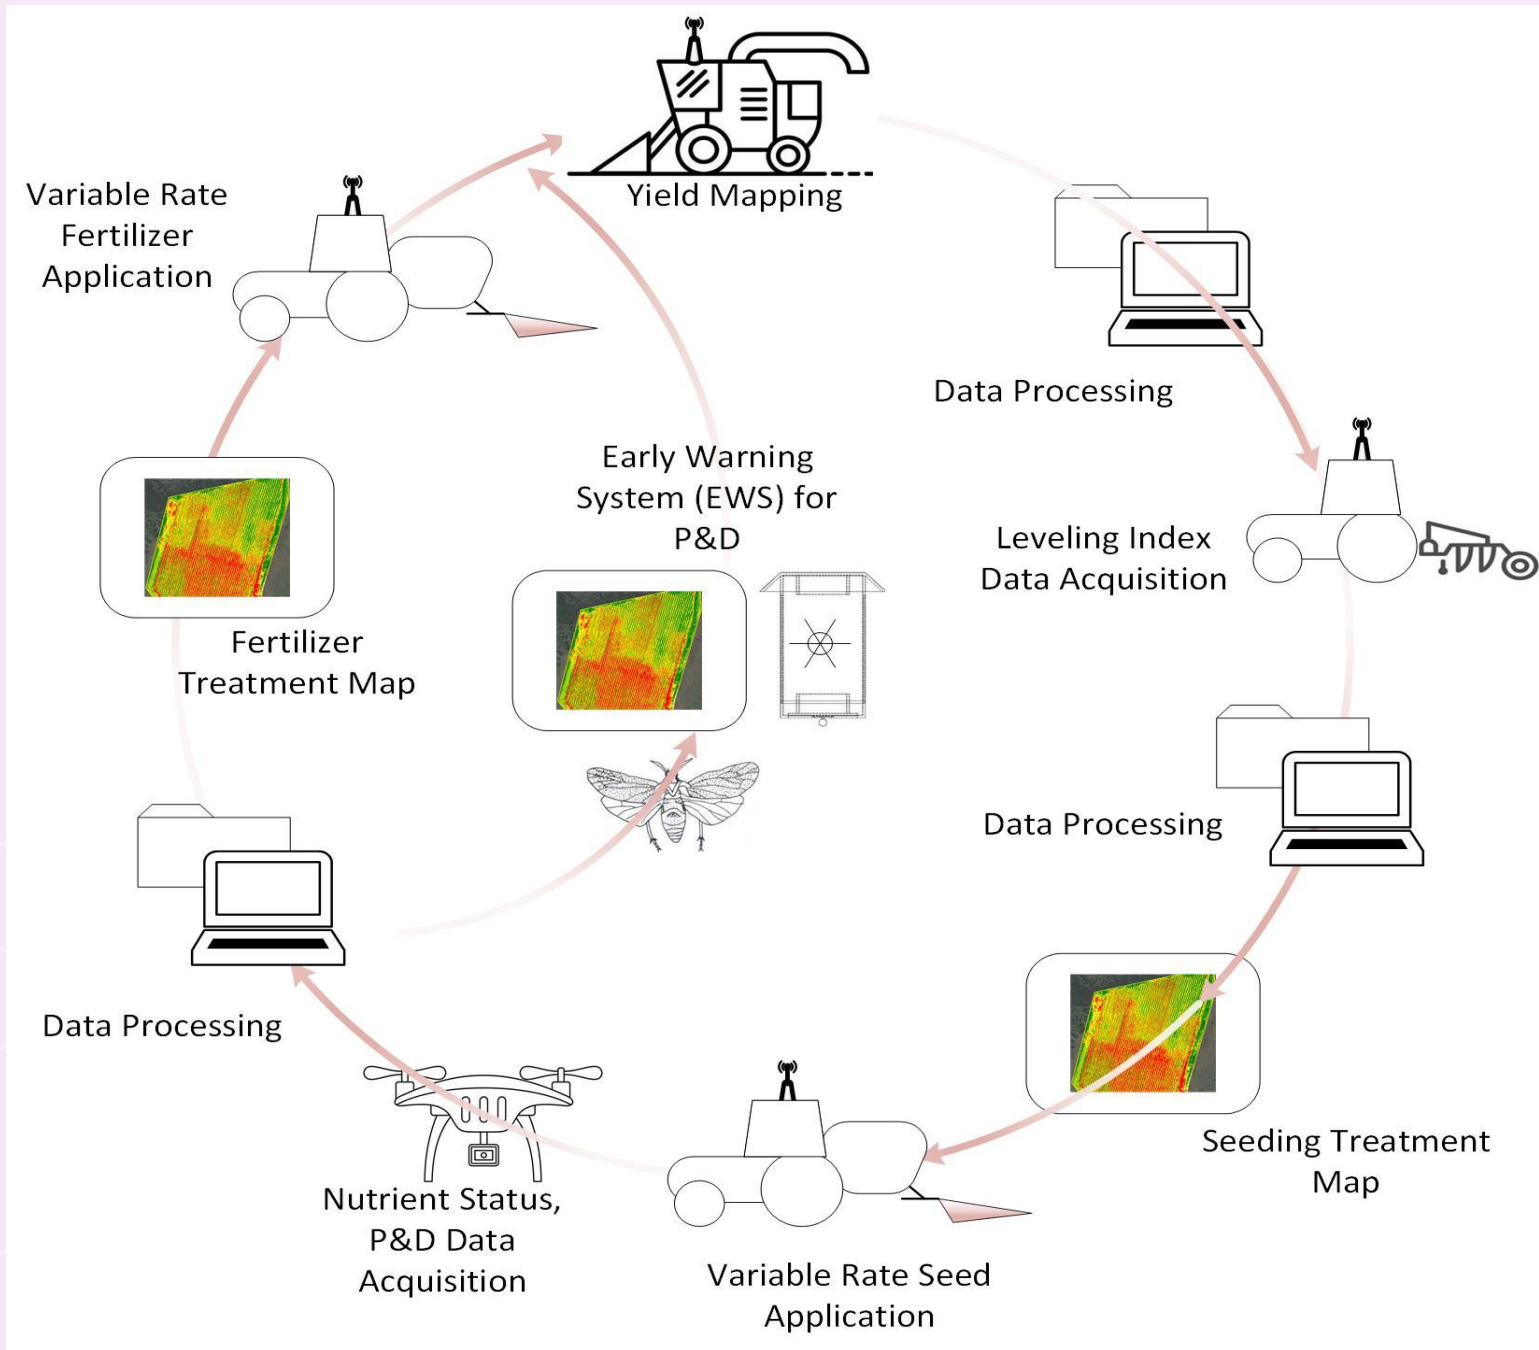 Yield Mapping
Variable Rate
Fertilizer
Application
Data Processing
Early Warning
System (EWS) for
P&D
Leveling Index
Data Acquisition
Fertilizer
Treatment Map
Data Processing
Data Processing
Seeding Treatment
Map
Nutrient Status,
P&D Data
Acquisition
Variable Rate Seed
Application